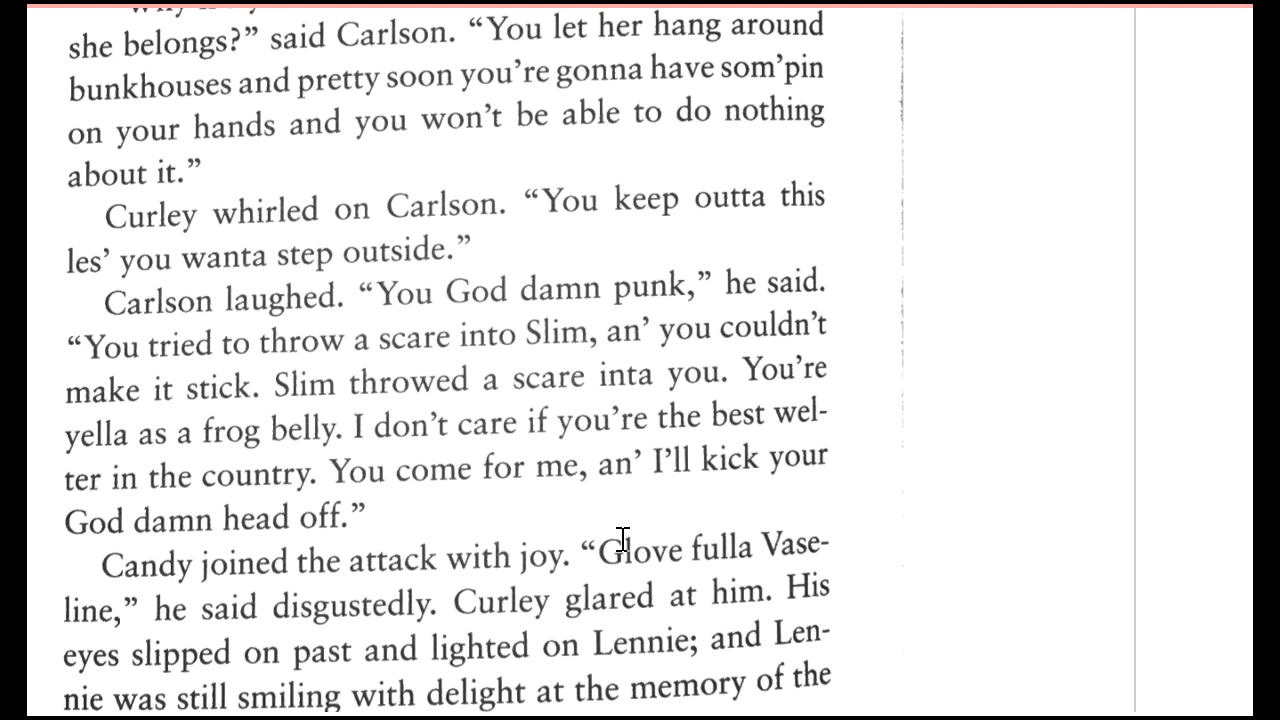 she belongs?” said Carlson. “You let her hang around
bunkhouses and pretty soon you’re gonna have som’pin
on your hands and you won’t be able to do nothing
about it.”
Curley whirled on Carlson. “You keep outta this
les’ you wanta step outside.”
Carlson laughed. “You God damn punk,” he said.
“You tried to throw a scare into Slim, an’ you couldn’t
make it stick. Slim throwed a scare inta you. You’re
yella as a frog belly. I don’t care if you’re the best wel-
ter in the country. You come for me, an’ I’ll kick your
God damn head off.”
Candy joined the attack with joy. “Glove fulla Vase-
line,” he said disgustedly. Curley glared at him. His
eyes slipped on past and lighted on Lennie; and Len-
nie was still smiling with delight at the memory of the